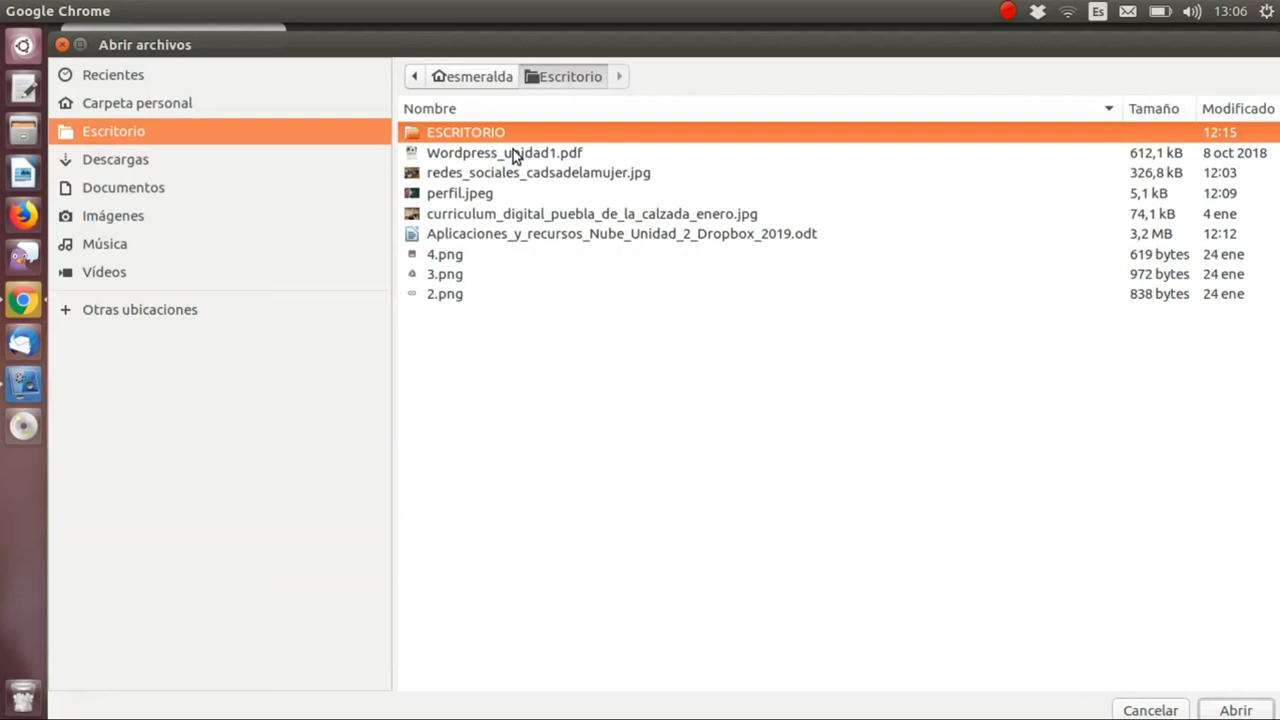 Google Chrome
Es
13:06
Abrir archivos
Recientes
Carpeta personal
Escritorio
Descargas
Documentos
Imágenes
Música
Vídeos
Otras ubicaciones
esmeralda Escritorio
Nombre Tamaño Modificado
ESCRITORIO 12:15
Wordpress_unidad1.pdf 612,1 kB 8 oct 2018
redes_sociales_cadsadelamujer.jpg 326,8 kB 12:03
perfil.jpeg 5,1 kB 12:09
curriculum_digital_puebla_de_la_calzada_enero.jpg 74,1 kB 4 ene
Aplicaciones_y_recursos_Nube_Unidad_2_Dropbox_2019.odt 3,2 MB 12:12
4.png 619 bytes 24 ene
3.png 972 bytes 24 ene
2.png 838 bytes 24 ene
Cancelar Abrir